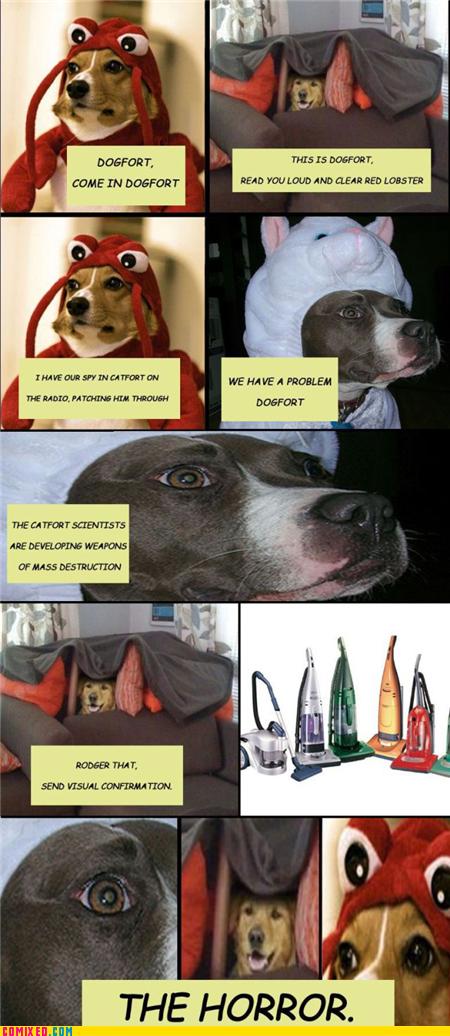 DOGFORT,
COME IN DOGFORT
THIS IS DOGFORT,
READ YOU LOUD AND CLEAR RED LOBSTER
I HAVE OUR SPY IN CATFORT ON
THE RADIO, PATCHING HIM THROUGH
WE HAVE A PROBLEM
DOGFORT
THE CATFORT SCIENTISTS
ARE DEVELOPING WEAPONS
OF MASS DESTRUCTION
RODGER THAT,
SEND VISUAL CONFIRMATION.
THE HORROR.
COMIXED.COM